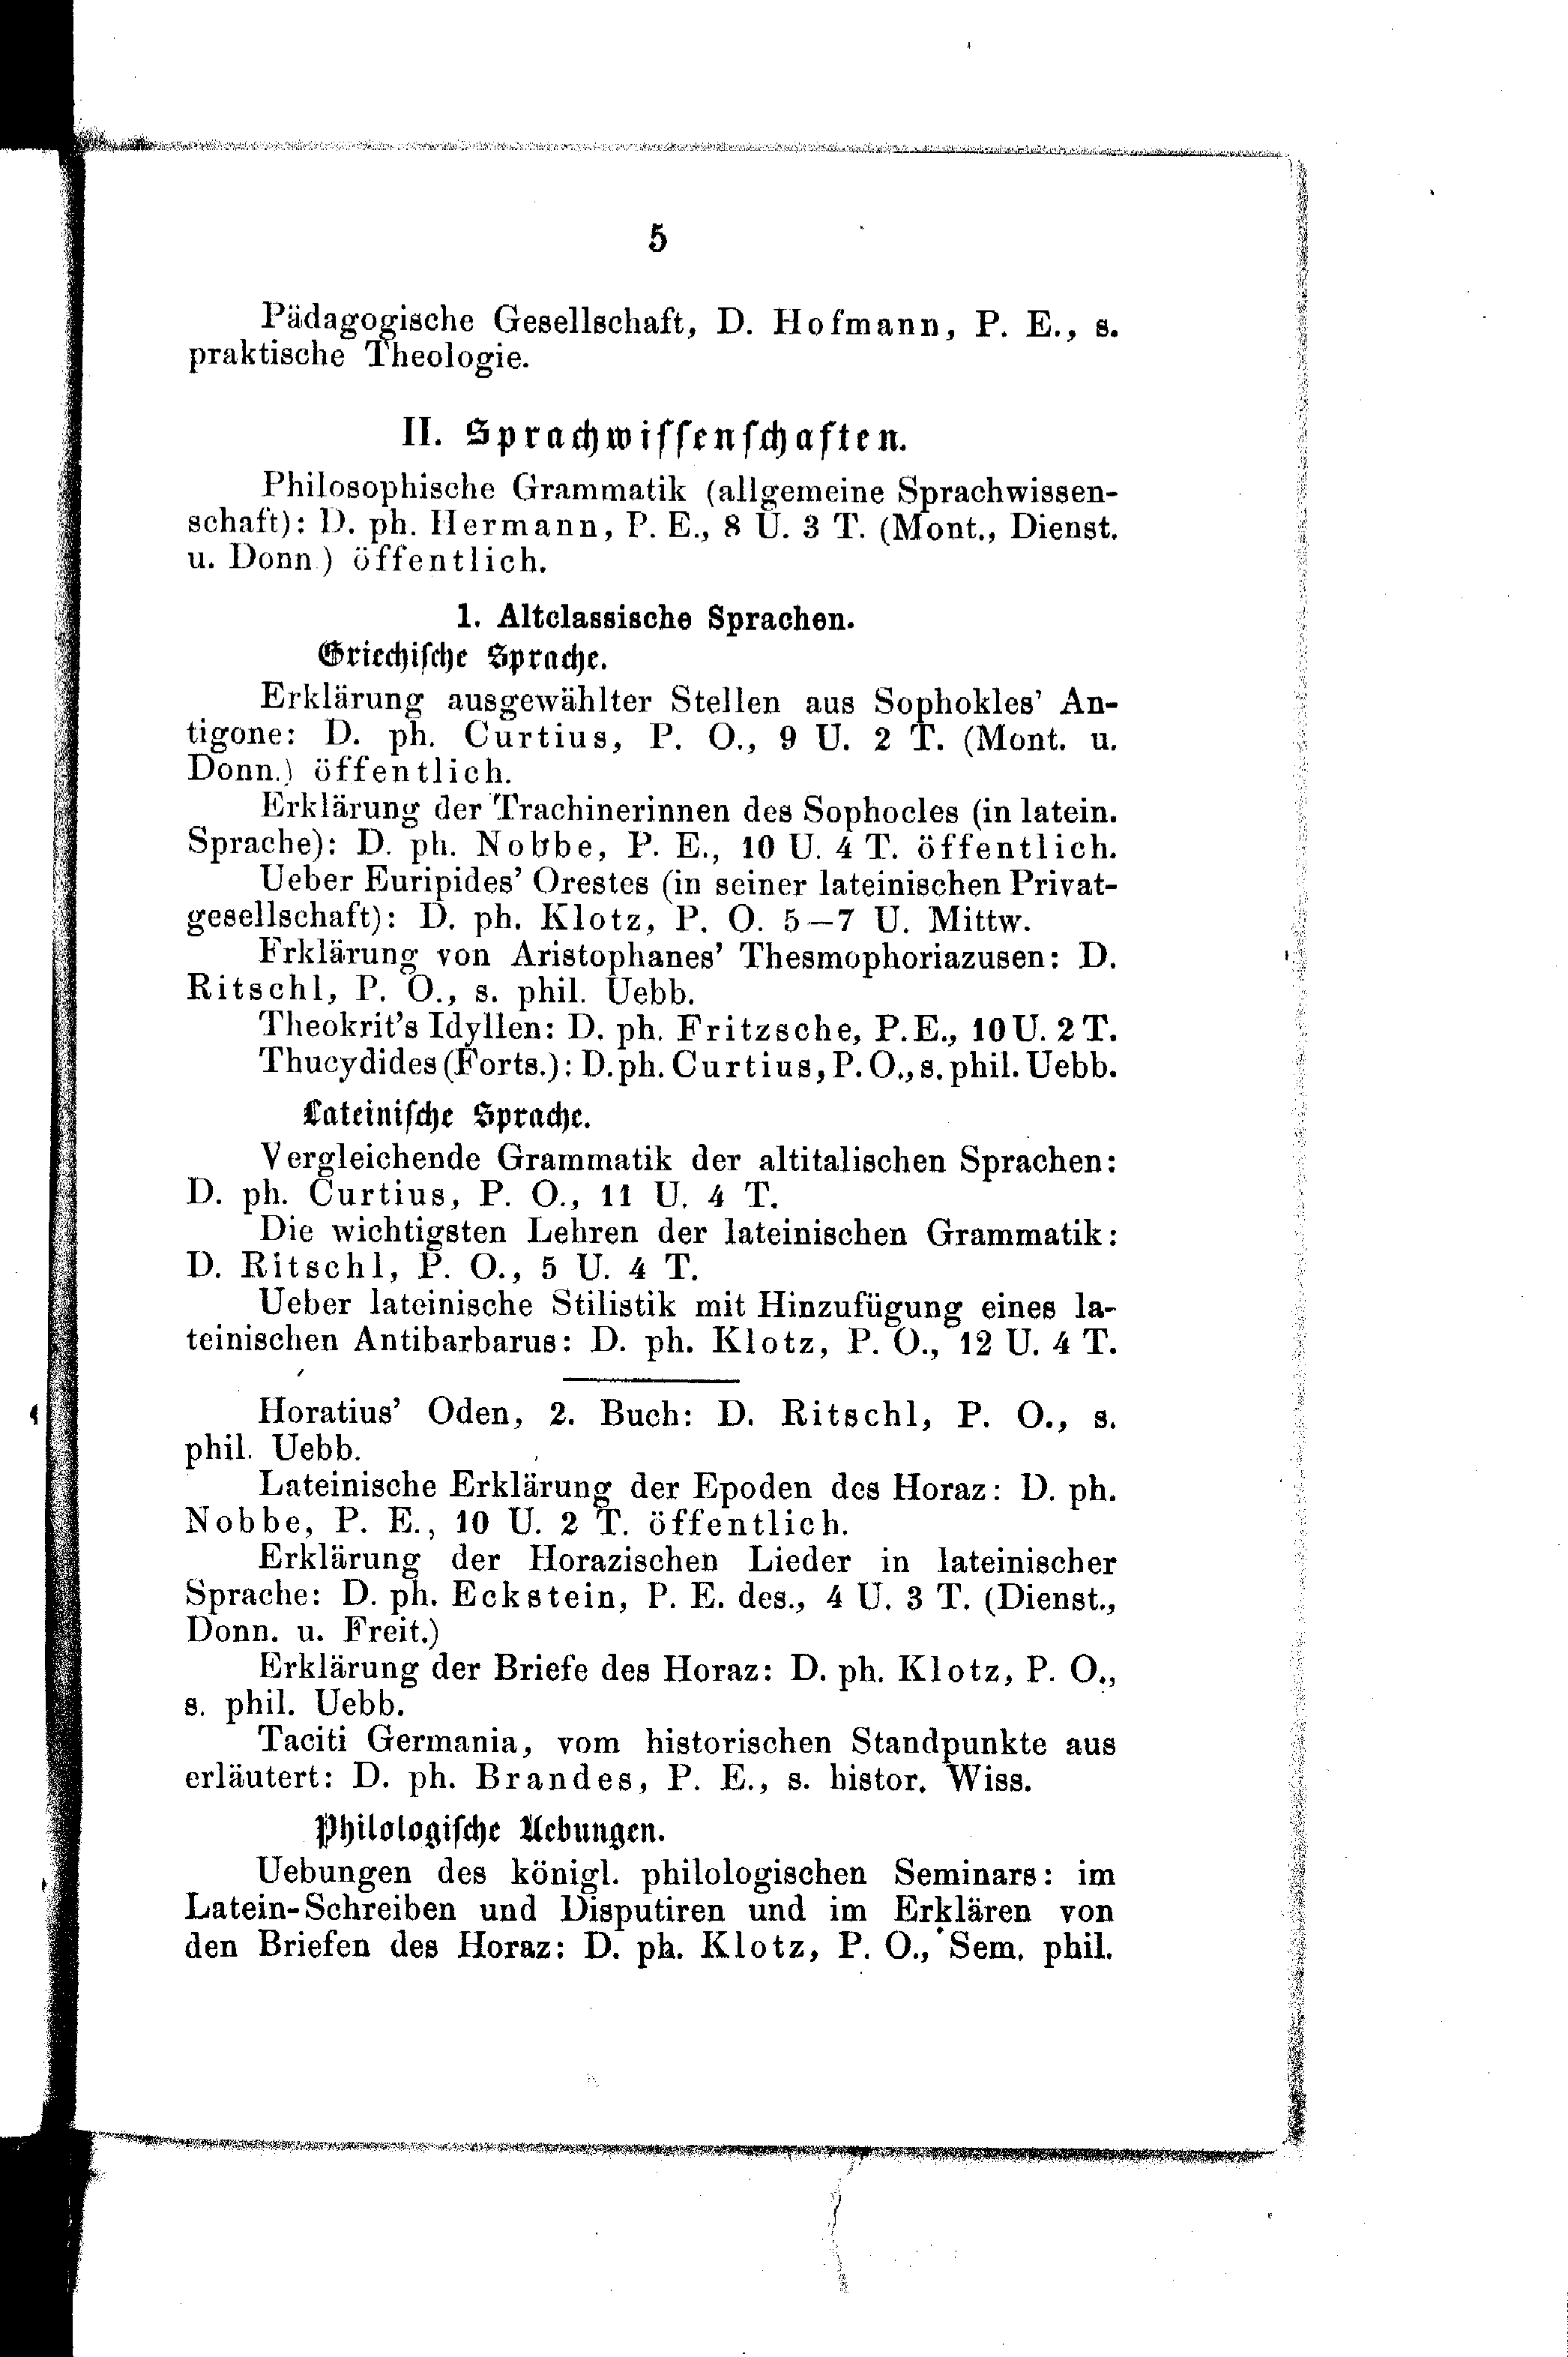 5
Pädagogische Gesellschaft, D. Hofmann, P. E., s.
praktische Theologie.
II. Sprachwissenschaften.
Philosophische Grammatik (allgemeine Sprachwissen-
schaft): D. ph. Hermann, P. E., 8 U. 3 T. (Mont., Dienst.
u. Donn.) öffentlich.
1. Altclassische Sprachen.
Griechische Sprache.
Erklärung ausgewählter Stellen aus Sophokles' An-
tigone: D. ph. Curtius, P. O., 9 U. 2 T. (Mont. u.
Donn.) öffentlich.
Erklärung der Trachinerinnen des Sophocles (in latein.
Sprache): D. ph. Nobbe, P. E., 10 U. 4 T. öffentlich.
Ueber Euripides' Orestes (in seiner lateinischen Privat-
gesellschaft): D. ph. Klotz, P. O. 5—7 U. Mittw.
Erklärung von Aristophanes' Thesmophoriazusen: D.
Ritschl, P. O., s. phil. Uebb.
Theokrit's Idyllen: D. ph. Fritzsche, P. E., 10 U. 2 T.
Thucydides (Forts.): D. ph. Curtius, P. O., s. phil. Uebb.
Lateinische Sprache.
Vergleichende Grammatik der altitalischen Sprachen:
D. ph. Curtius, P. O., 11 U. 4 T.
Die wichtigsten Lehren der lateinischen Grammatik:
D. Ritschl, P. O., 5 U. 4 T.
Ueber lateinische Stilistik mit Hinzufügung eines la-
teinischen Antibarbarus: D. ph. Klotz, P. O., 12 U. 4 T.
Horatius' Oden, 2. Buch: D. Ritschl, P. O., s.
phil. Uebb.
Lateinische Erklärung der Epoden des Horaz: D. ph.
Nobbe, P. E., 10 U. 2 T. öffentlich.
Erklärung der Horazischen Lieder in lateinischer
Sprache: D. ph. Eckstein, P. E. des., 4 U. 3 T. (Dienst.,
Donn. u. Freit.)
Erklärung der Briefe des Horaz: D. ph. Klotz, P. O.,
s. phil. Uebb.
Taciti Germania, vom historischen Standpunkte aus
erläutert: D. ph. Brandes, P. E., s. histor. Wiss.
Philologische Uebungen.
Uebungen des königl. philologischen Seminars: im
Latein-Schreiben und Disputiren und im Erklären von
den Briefen des Horaz: D. ph. Klotz, P. O., Sem. phil.